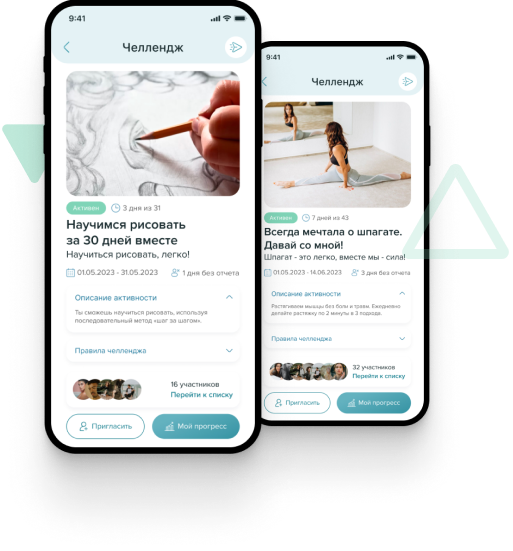 9:41
Челлендж
Активен
3 дня из 31
Научимся рисовать
за 30 дней вместе
Научиться рисовать, легко!
01.05.2023 - 31.05.2023
1 дня без отчета
Описание активности
Ты сможешь научиться рисовать, используя
последовательный метод «шаг за шагом».
Правила челленджа
16 участников
Перейти к списку
Пригласить
Мой прогресс
9:41
Челлендж
Активен
7 дней из 43
Всегда мечтала о шпагате.
Давай со мной!
Шпагат - это легко, вместе мы - сила!
01.05.2023 - 14.06.2023
3 дня без отчета
Описание активности
Растягиваем мышцы без боли и травм. Ежедневно
делайте растяжку по 2 минуты в 3 подхода.
Правила челленджа
32 участников
Перейти к списку
Пригласить
Мой прогресс